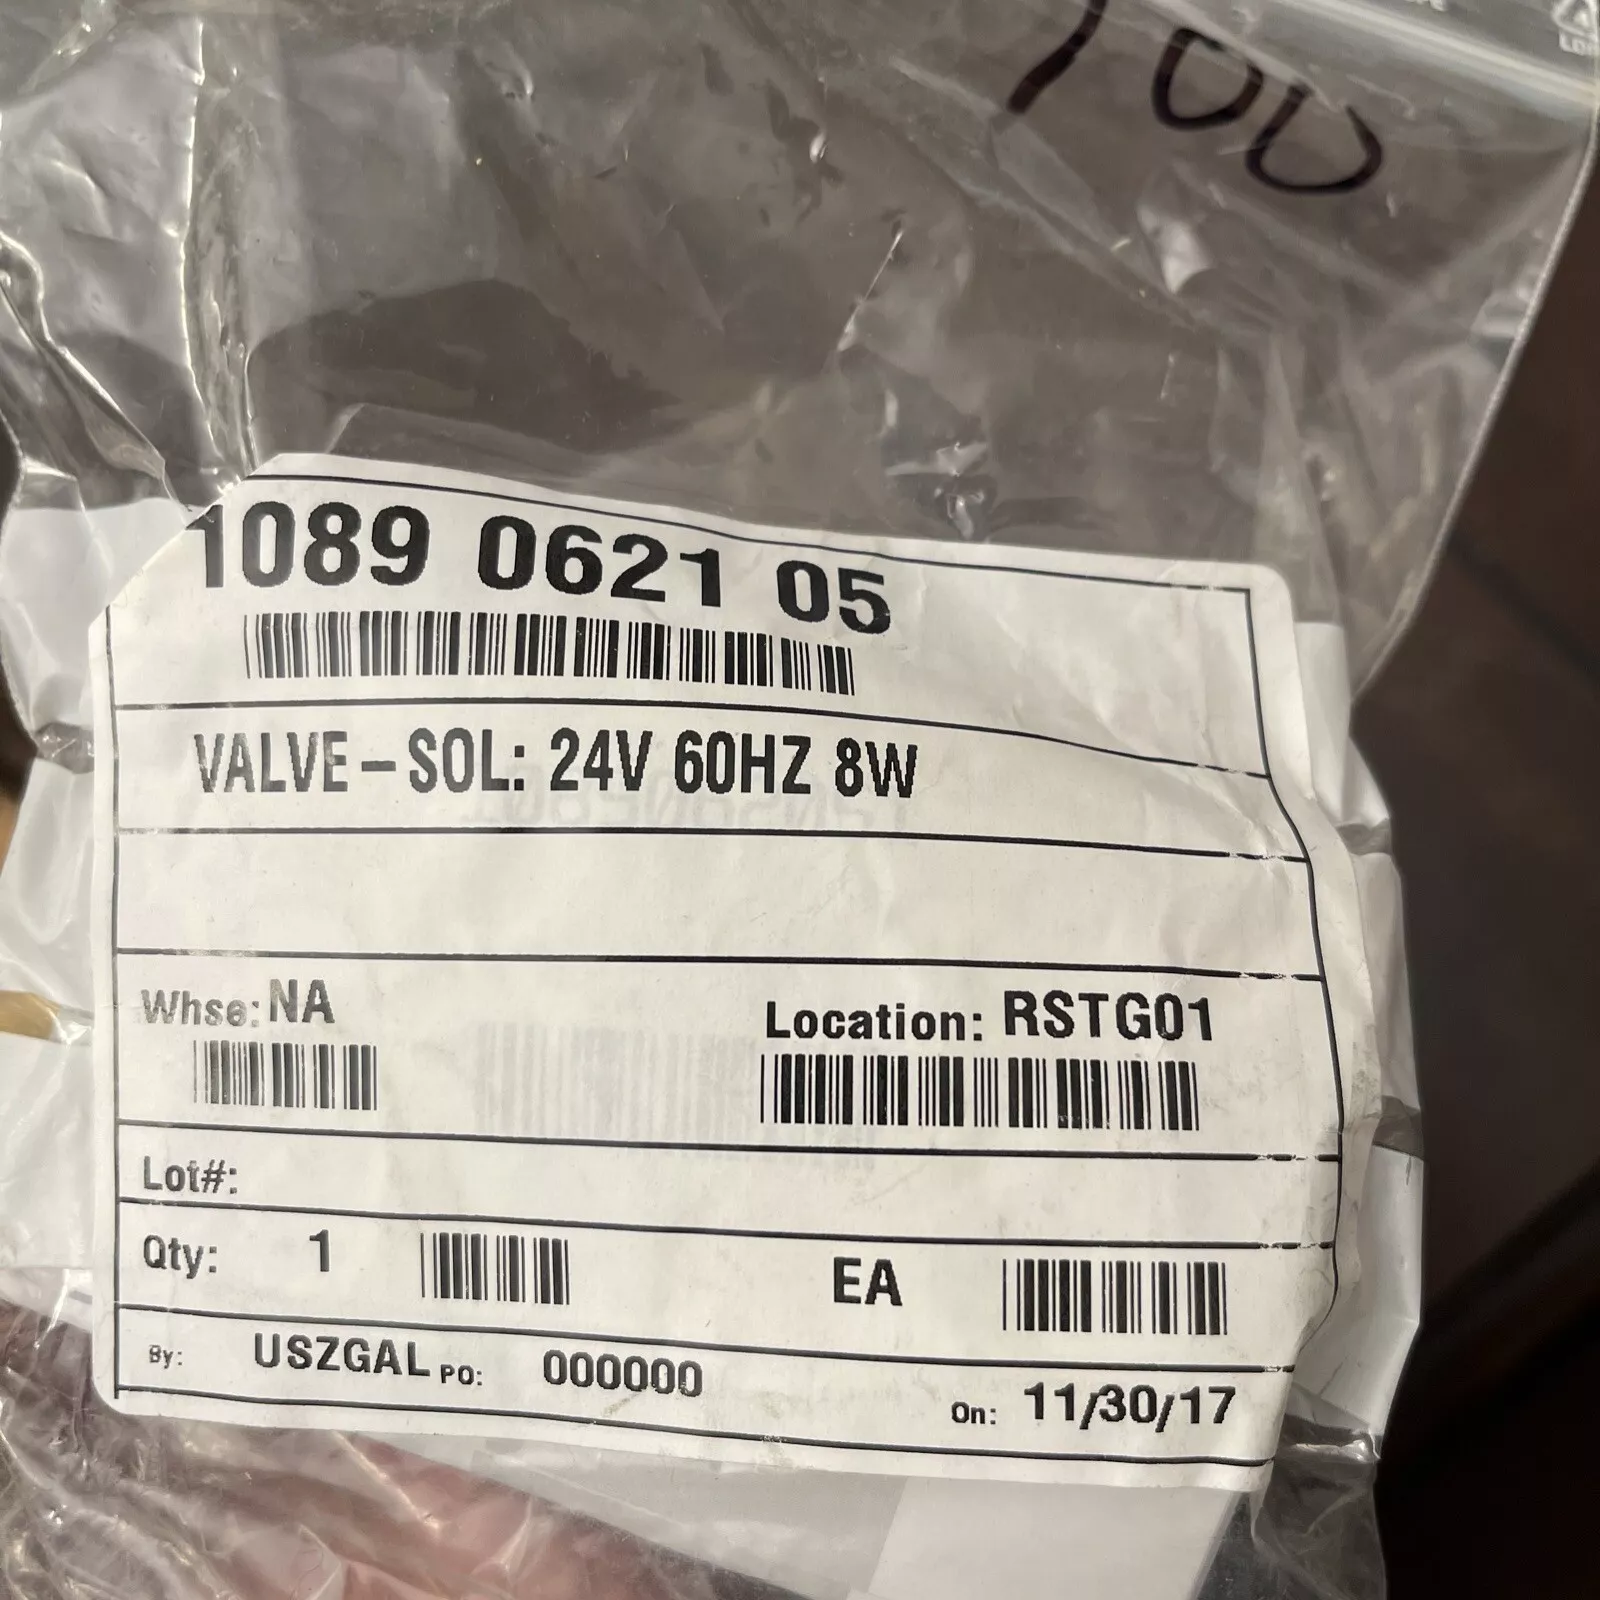 100
1089 0621 05
VALVE-SOL: 24V 60HZ 8W
Whse: NA
Location: RSTG01
Lot#:
Qty: 1 EA
By: USZGAL PO: 000000
On: 11/30/17